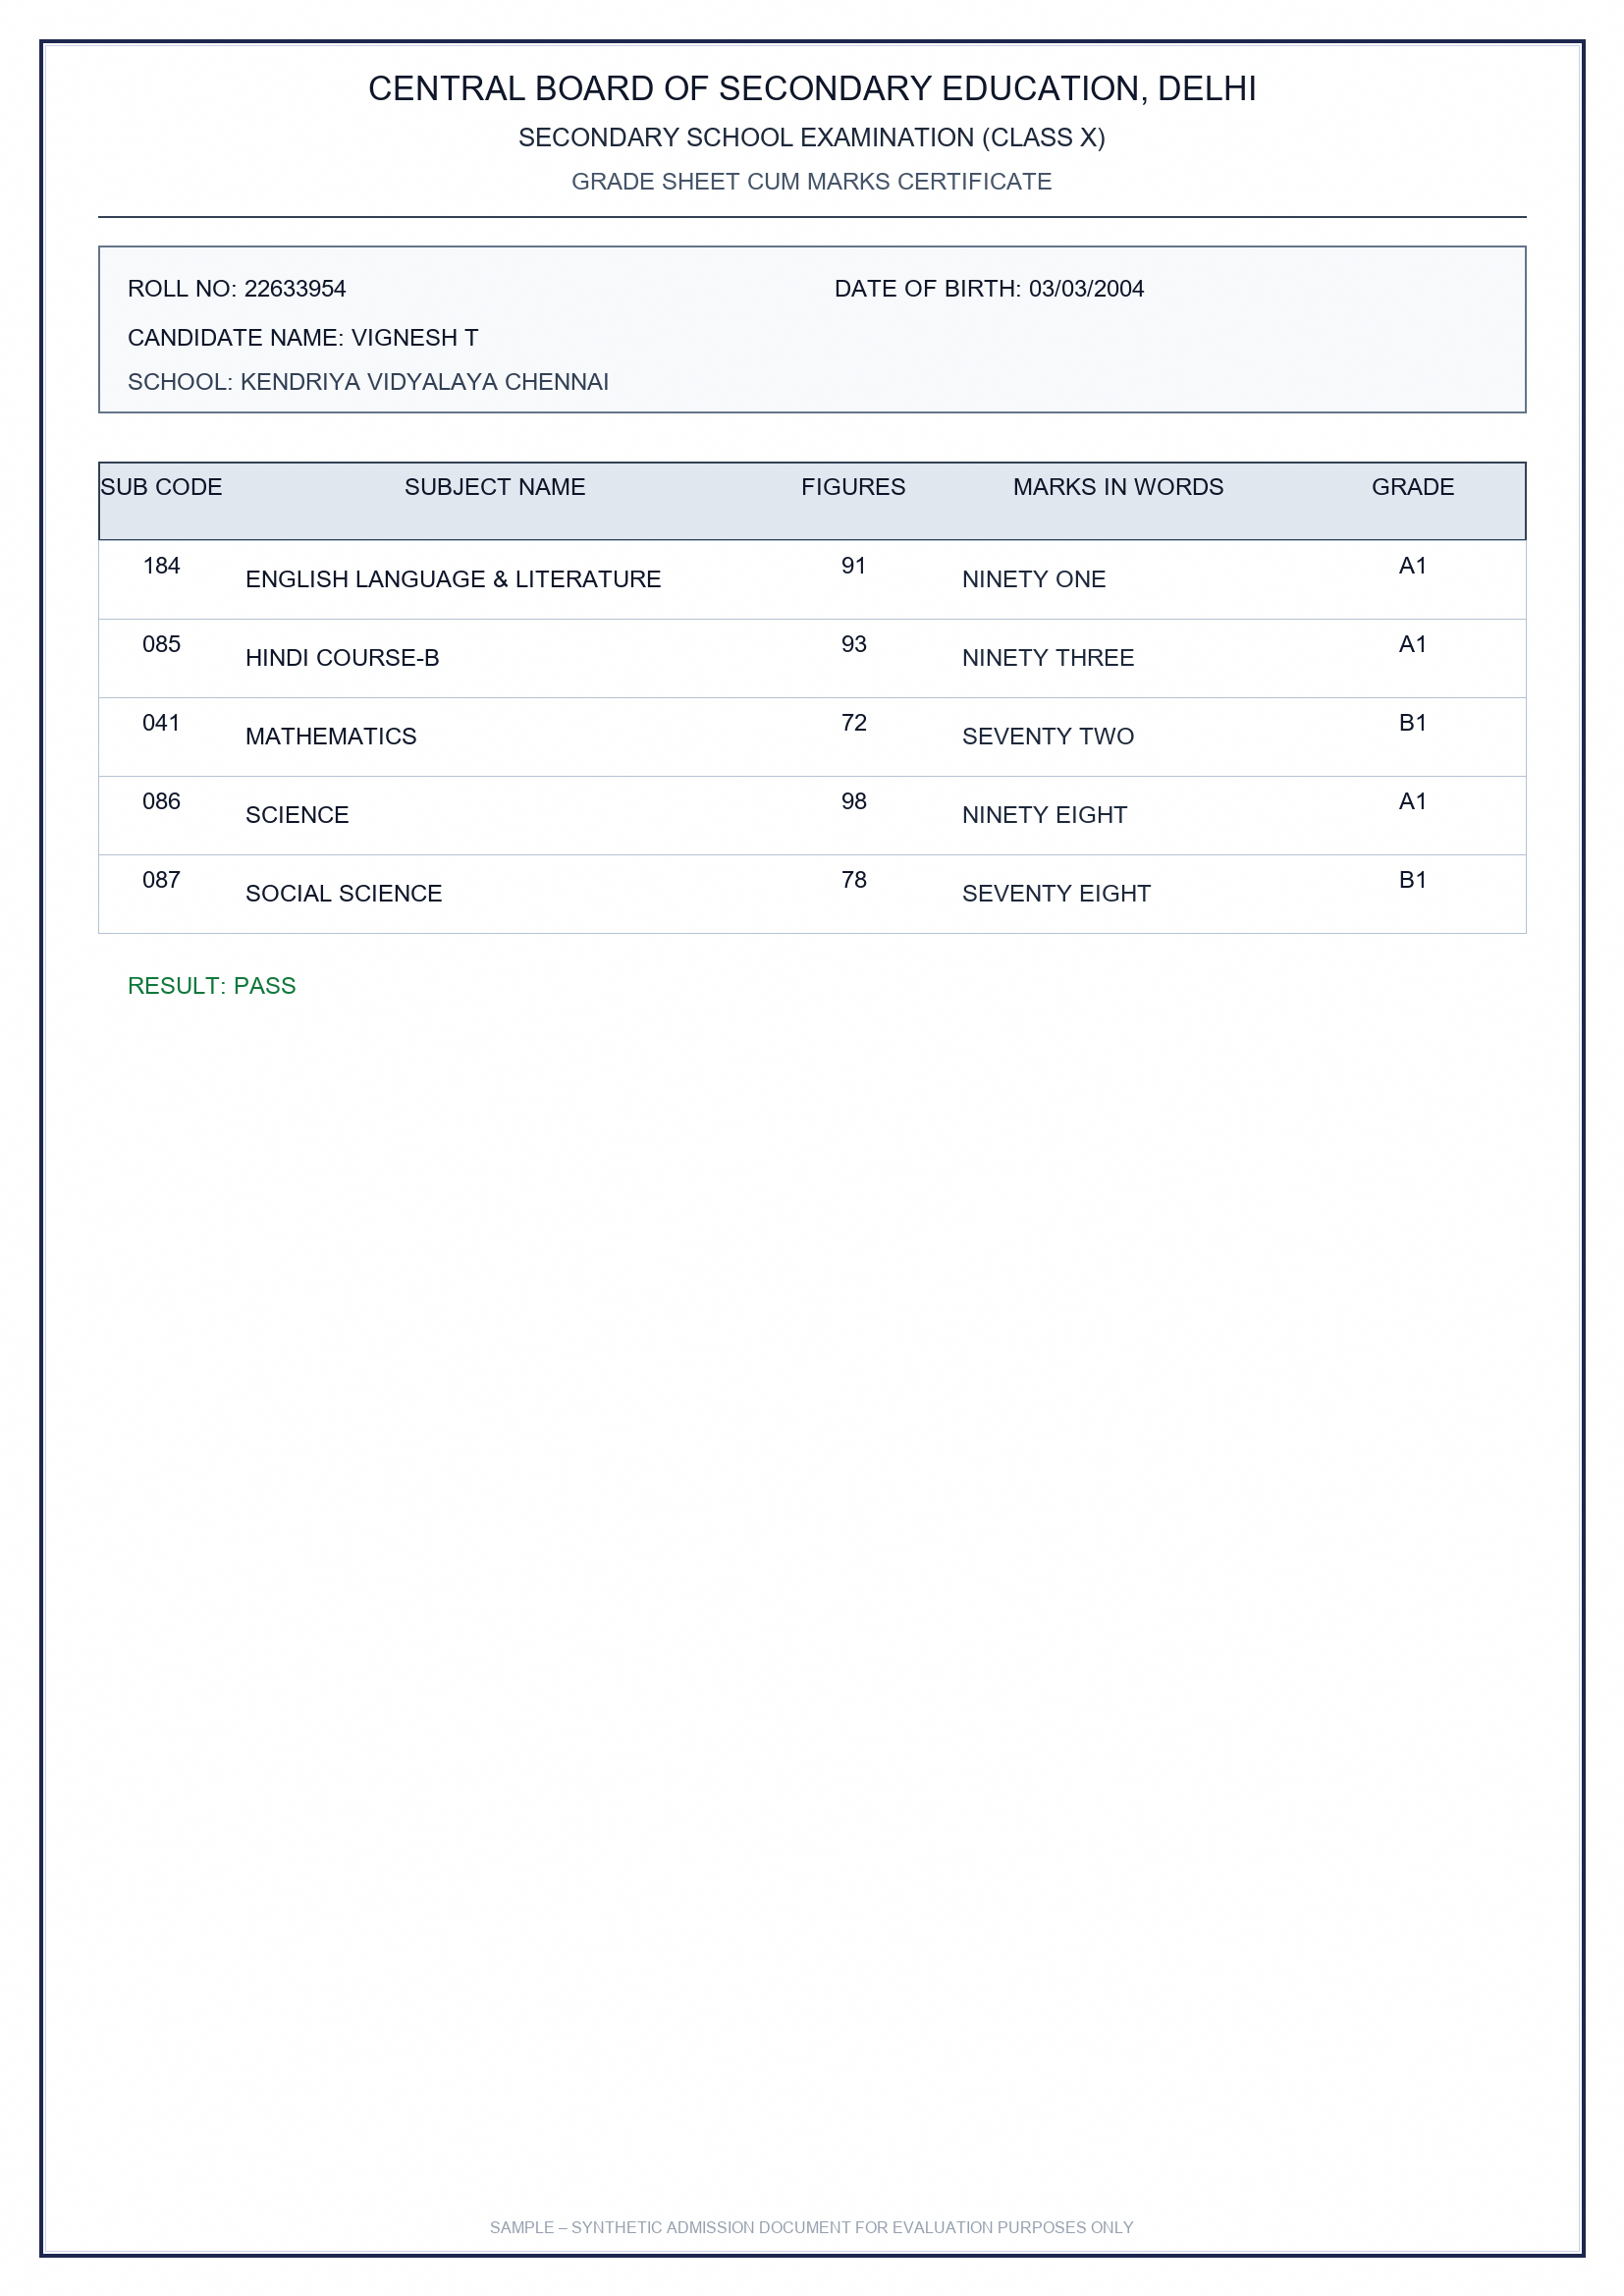 CENTRAL BOARD OF SECONDARY EDUCATION, DELHI
SECONDARY SCHOOL EXAMINATION (CLASS X)
GRADE SHEET CUM MARKS CERTIFICATE
ROLL NO: 22633954 DATE OF BIRTH: 03/03/2004
CANDIDATE NAME: VIGNESH T
SCHOOL: KENDRIYA VIDYALAYA CHENNAI
SUB CODE SUBJECT NAME FIGURES MARKS IN WORDS GRADE
184 ENGLISH LANGUAGE & LITERATURE 91 NINETY ONE A1
085 HINDI COURSE-B 93 NINETY THREE A1
041 MATHEMATICS 72 SEVENTY TWO B1
086 SCIENCE 98 NINETY EIGHT A1
087 SOCIAL SCIENCE 78 SEVENTY EIGHT B1
RESULT: PASS
SAMPLE – SYNTHETIC ADMISSION DOCUMENT FOR EVALUATION PURPOSES ONLY